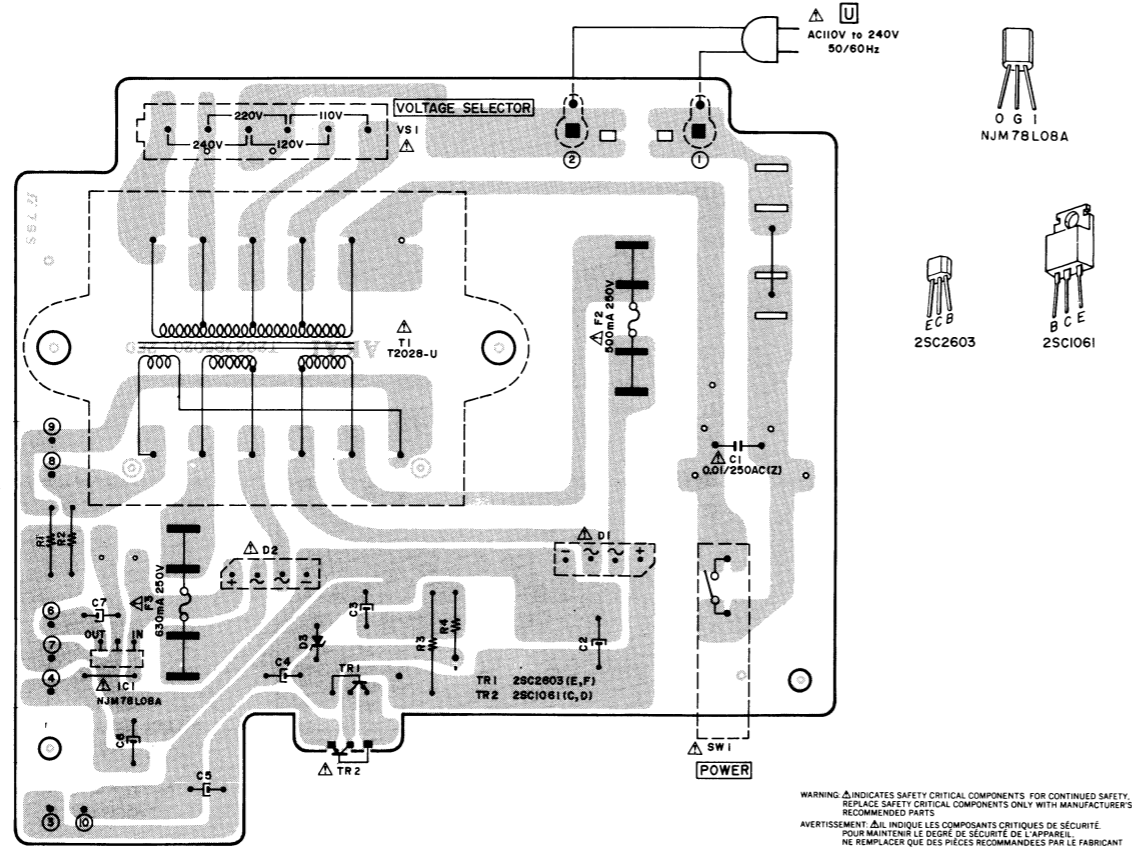 U
AC110V to 240V
50/60Hz
O G I
NJM78L08A
VOLTAGE SELECTOR
220V 110V
VS1
240V 120V
2 1
ECB
2SC2603
B C E
2SC1061
F2
500mA 250V
T1
T2028-U
AKAI
T202785020 2ED
9
8
C1
0.01/250AC(Z)
R1
R2
D2
D1
+ ~ ~ -
- ~ ~ +
C7
F3
630mA 250V
6
OUT IN
7
4
IC1
NJM78L08A
C3
D3
R3
R4
C2
C4
TR1
TR1 2SC2603(E,F)
TR2 2SC1061(C,D)
C6
TR2
SW1
POWER
C5
3 10
WARNING: ⚠INDICATES SAFETY CRITICAL COMPONENTS FOR CONTINUED SAFETY,
REPLACE SAFETY CRITICAL COMPONENTS ONLY WITH MANUFACTURER'S
RECOMMENDED PARTS
AVERTISSEMENT: ⚠IL INDIQUE LES COMPOSANTS CRITIQUES DE SÉCURITÉ.
POUR MAINTENIR LE DEGRÉ DE SÉCURITÉ DE L'APPAREIL.
NE REMPLACER QUE DES PIÈCES RECOMMANDEES PAR LE FABRICANT